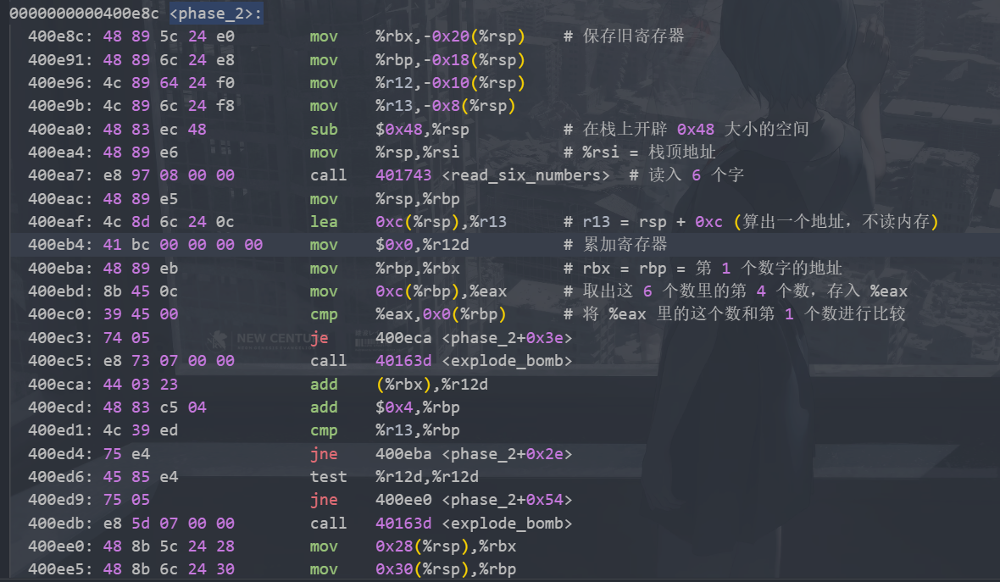 0000000000400e8c <phase_2>:
400e8c: 48 89 5c 24 e0 mov %rbx,-0x20(%rsp) # 保存旧寄存器
400e91: 48 89 6c 24 e8 mov %rbp,-0x18(%rsp)
400e96: 4c 89 64 24 f0 mov %r12,-0x10(%rsp)
400e9b: 4c 89 6c 24 f8 mov %r13,-0x8(%rsp)
400ea0: 48 83 ec 48 sub $0x48,%rsp # 在栈上开辟 0x48 大小的空间
400ea4: 48 89 e6 mov %rsp,%rsi # %rsi = 栈顶地址
400ea7: e8 97 08 00 00 call 401743 <read_six_numbers> # 读入 6 个字
400eac: 48 89 e5 mov %rsp,%rbp
400eaf: 4c 8d 6c 24 0c lea 0xc(%rsp),%r13 # r13 = rsp + 0xc (算出一个地址，不读内存)
400eb4: 41 bc 00 00 00 00 mov $0x0,%r12d # 累加寄存器
400eba: 48 89 eb mov %rbp,%rbx # rbx = rbp = 第 1 个数字的地址
400ebd: 8b 45 0c mov 0xc(%rbp),%eax # 取出这 6 个数里的第 4 个数，存入 %eax
400ec0: 39 45 00 cmp %eax,0x0(%rbp) # 将 %eax 里的这个数和第 1 个数进行比较
400ec3: 74 05 je 400eca <phase_2+0x3e>
400ec5: e8 73 07 00 00 call 40163d <explode_bomb>
400eca: 44 03 23 add (%rbx),%r12d
400ecd: 48 83 c5 04 add $0x4,%rbp
400ed1: 4c 39 ed cmp %r13,%rbp
400ed4: 75 e4 jne 400eba <phase_2+0x2e>
400ed6: 45 85 e4 test %r12d,%r12d
400ed9: 75 05 jne 400ee0 <phase_2+0x54>
400edb: e8 5d 07 00 00 call 40163d <explode_bomb>
400ee0: 48 8b 5c 24 28 mov 0x28(%rsp),%rbx
400ee5: 48 8b 6c 24 30 mov 0x30(%rsp),%rbp
NEW CENTU